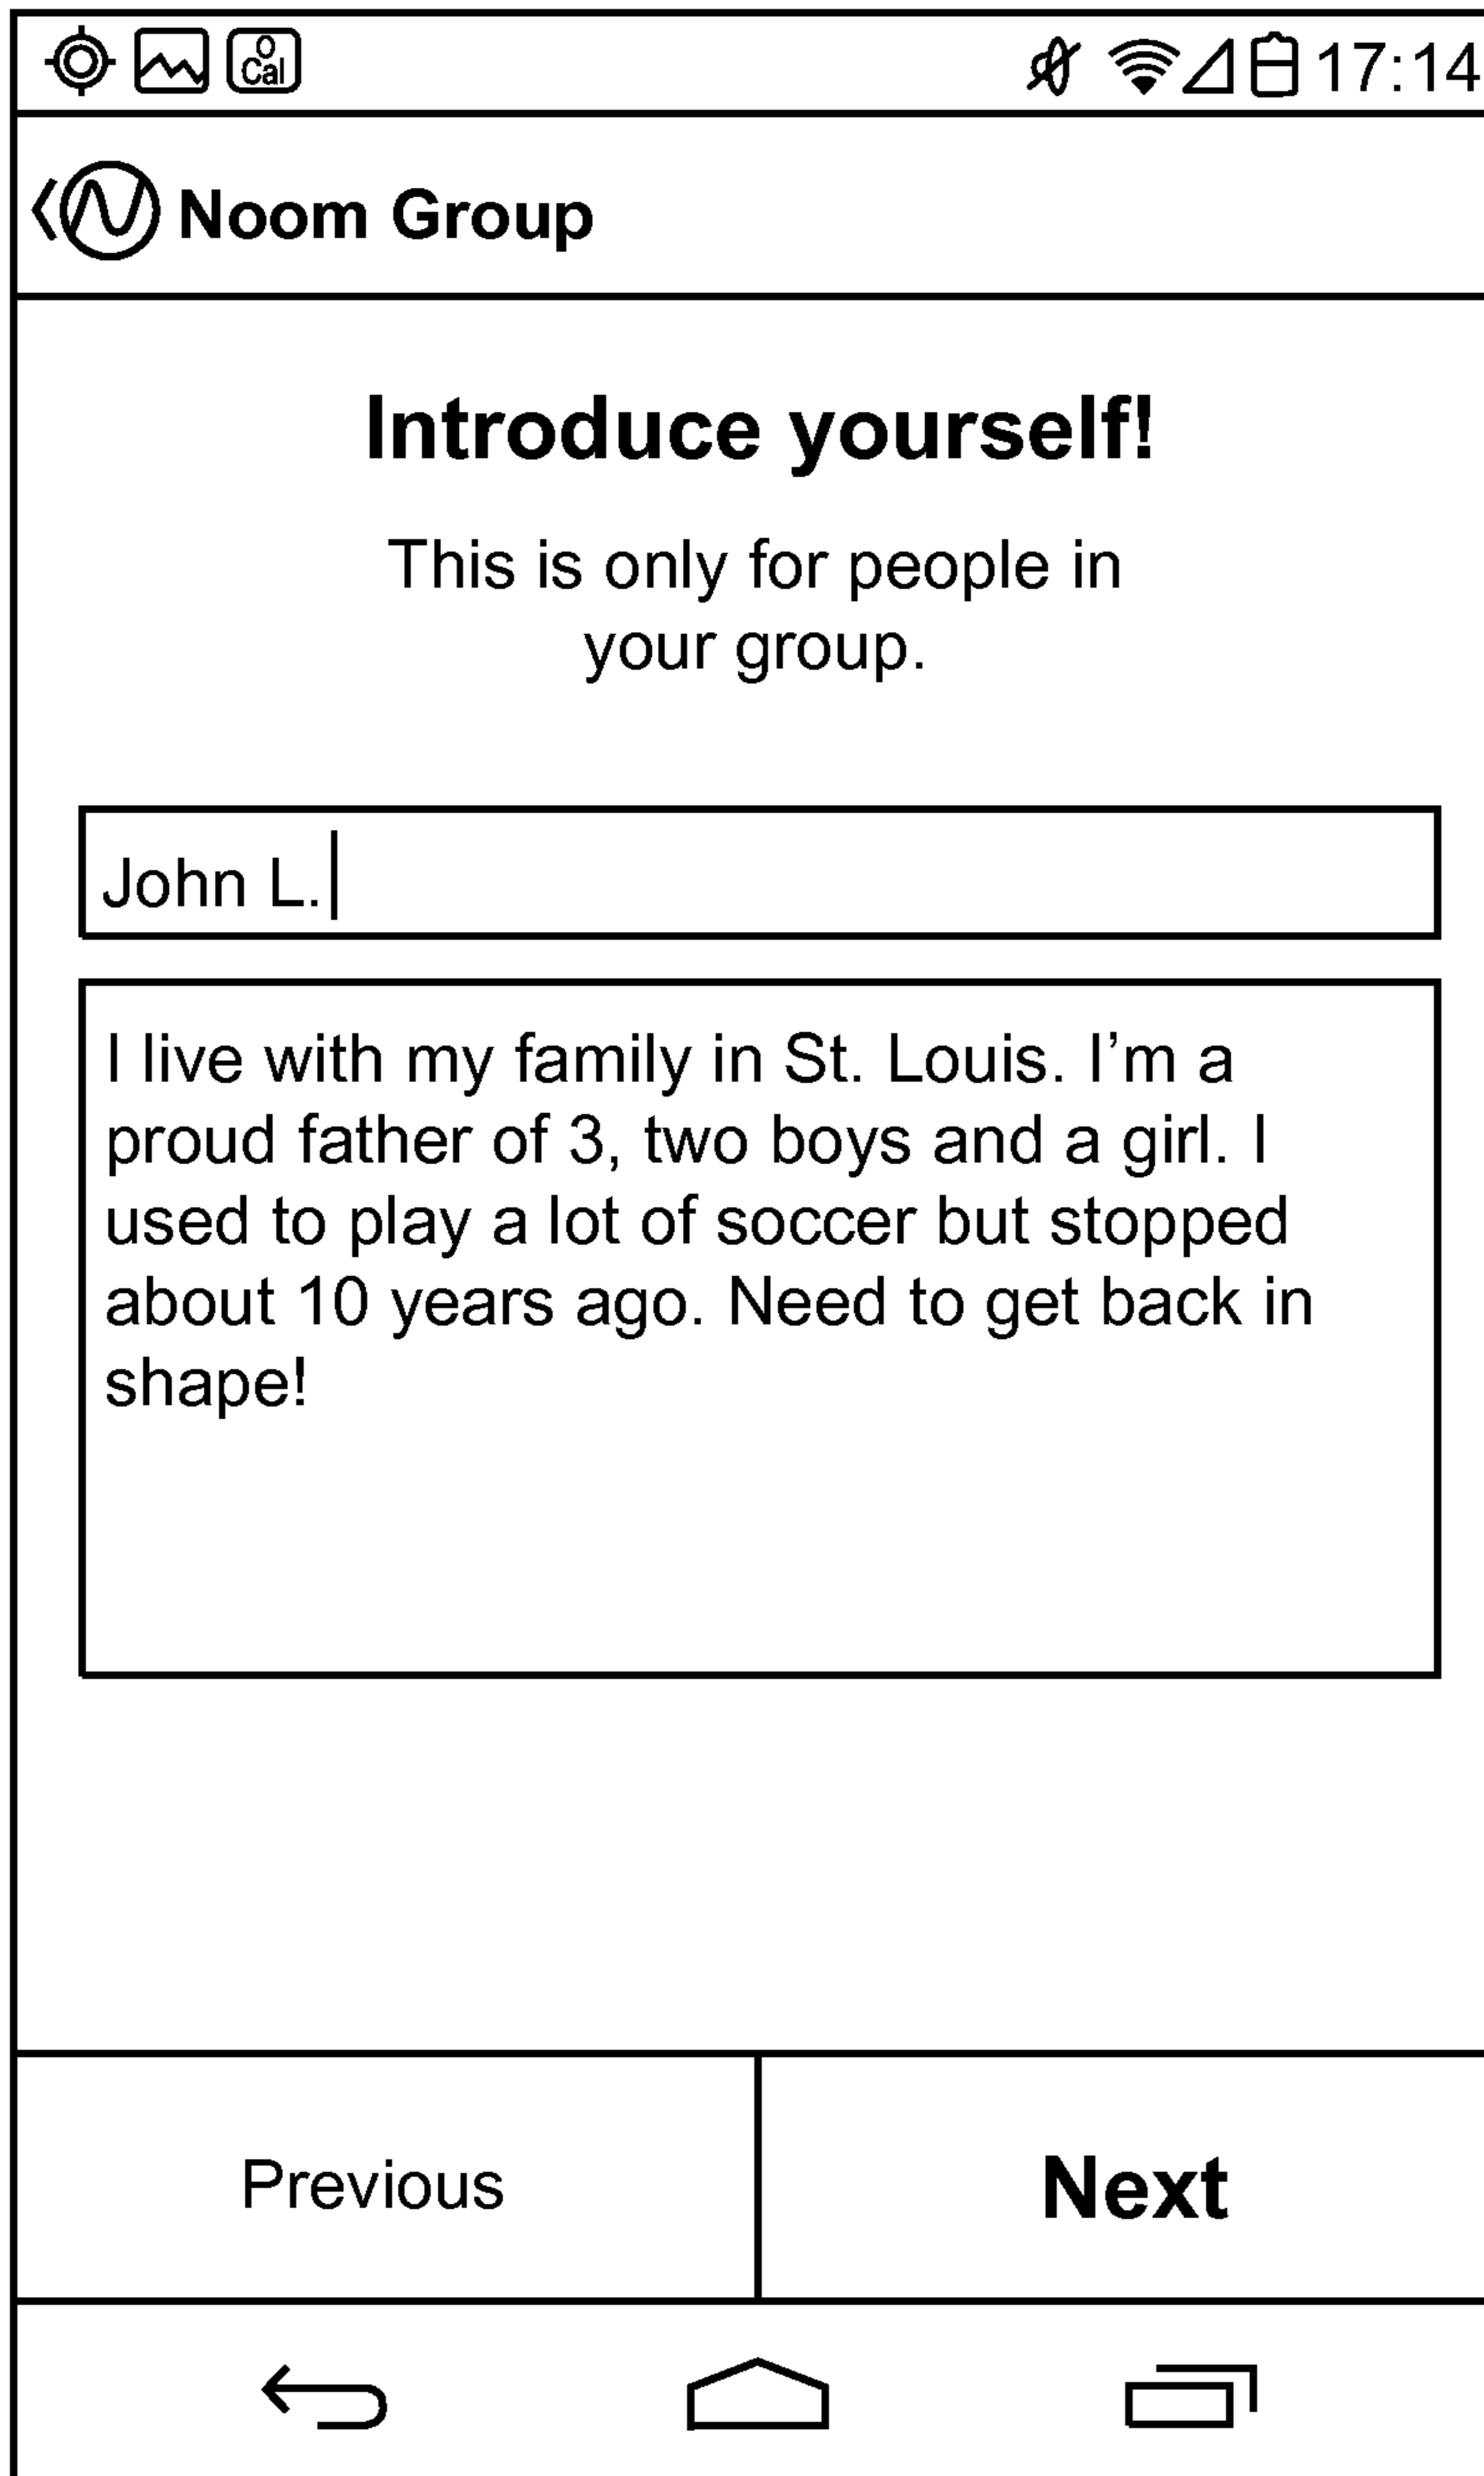 Cal
17:14
Noom Group
Introduce yourself!
This is only for people in
your group.
John L.
I live with my family in St. Louis. I’m a
proud father of 3, two boys and a girl. I
used to play a lot of soccer but stopped
about 10 years ago. Need to get back in
shape!
Previous
Next